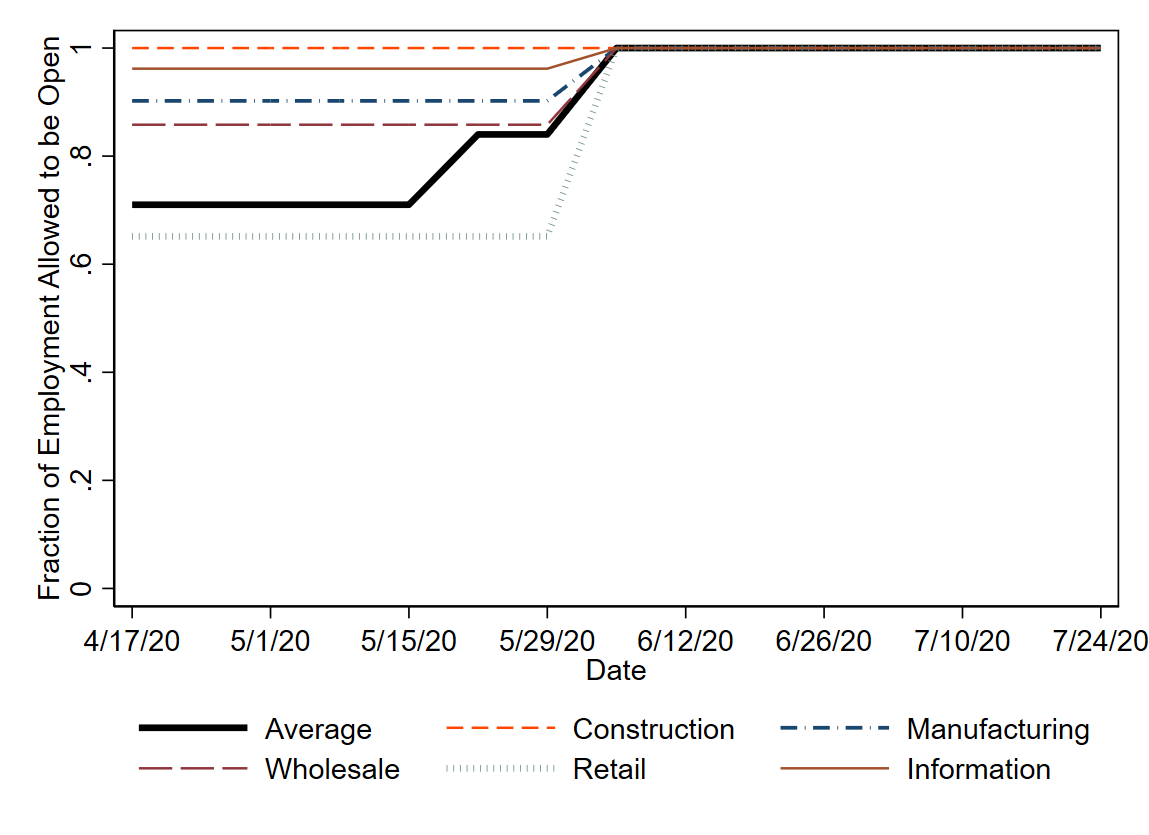 Fraction of Employment Allowed to be Open
1
.8
.6
.4
.2
0
4/17/20 5/1/20 5/15/20 5/29/20 6/12/20 6/26/20 7/10/20 7/24/20
Date
Average Construction Manufacturing
Wholesale Retail Information